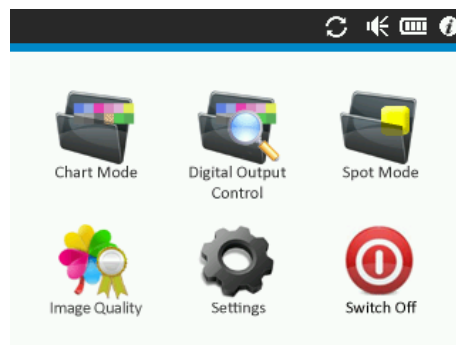 Chart Mode
Digital Output
Control
Spot Mode
Image Quality
Settings
Switch Off